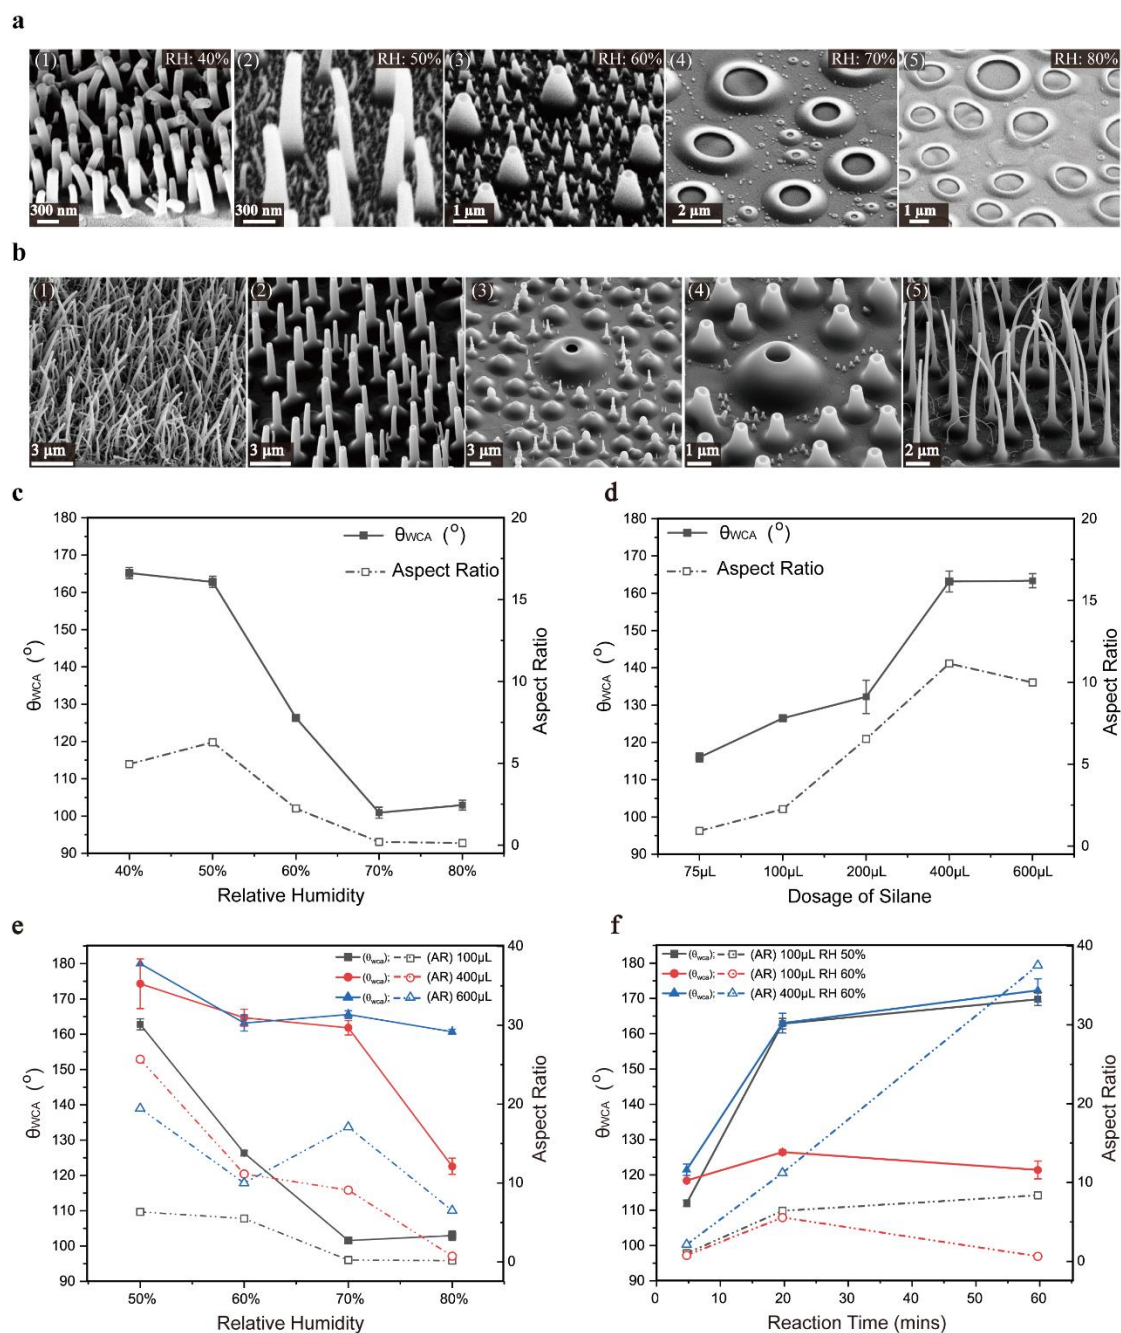 a
(1) RH: 40% (2) RH: 50% (3) RH: 60% (4) RH: 70% (5) RH: 80%
300 nm 300 nm 1 μm 2 μm 1 μm
b
(1) (2) (3) (4) (5)
3 μm 3 μm 3 μm 1 μm 2 μm
c
180
170
160
150
140
130
120
110
100
90
θWCA (°)
20
15
10
5
0
Aspect Ratio
θWCA (°)
Aspect Ratio
40% 50% 60% 70% 80%
Relative Humidity
d
180
170
160
150
140
130
120
110
100
90
θWCA (°)
20
15
10
5
0
Aspect Ratio
θWCA (°)
Aspect Ratio
75μL 100μL 200μL 400μL 600μL
Dosage of Silane
e
180
170
160
150
140
130
120
110
100
90
θWCA (°)
40
30
20
10
0
Aspect Ratio
(θwca); (AR) 100μL
(θwca); (AR) 400μL
(θwca); (AR) 600μL
50% 60% 70% 80%
Relative Humidity
f
180
170
160
150
140
130
120
110
100
90
θWCA (°)
40
30
20
10
0
Aspect Ratio
(θwca); (AR) 100μL RH 50%
(θwca); (AR) 100μL RH 60%
(θwca); (AR) 400μL RH 60%
0 10 20 30 40 50 60
Reaction Time (mins)